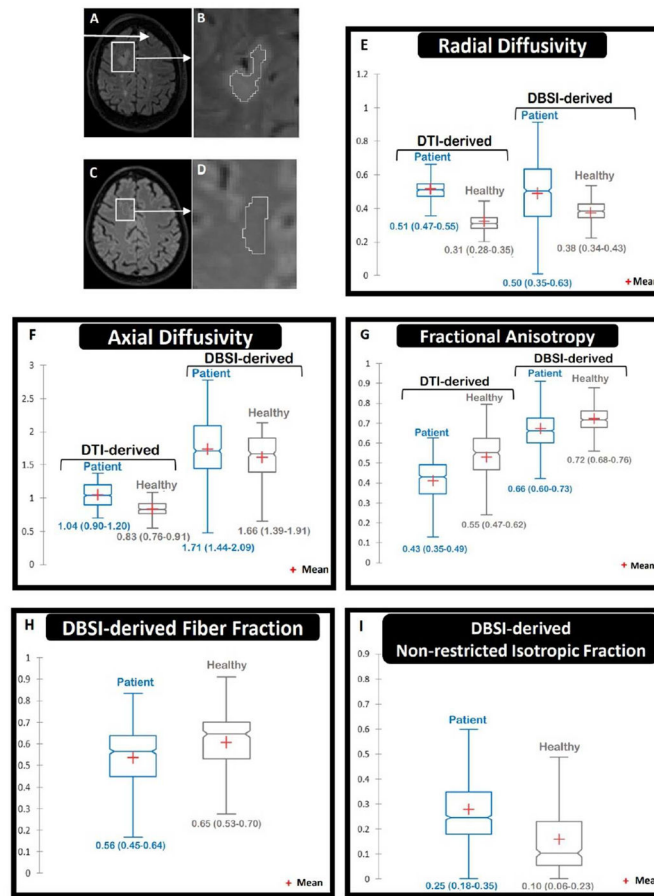 A
B
C
D
E
Radial Diffusivity
1.2
1
0.8
0.6
0.4
0.2
0
DBSI-derived
Patient
DTI-derived
Patient
Healthy
Healthy
0.51 (0.47-0.55)
0.31 (0.28-0.35)
0.38 (0.34-0.43)
0.50 (0.35-0.63)
+ Mean
F
Axial Diffusivity
3
2.5
2
1.5
1
0.5
0
DBSI-derived
Patient
Healthy
DTI-derived
Patient
Healthy
1.04 (0.90-1.20)
0.83 (0.76-0.91)
1.71 (1.44-2.09)
1.66 (1.39-1.91)
+ Mean
G
Fractional Anisotropy
1
0.9
0.8
0.7
0.6
0.5
0.4
0.3
0.2
0.1
0
DBSI-derived
Patient
Healthy
DTI-derived
Healthy
Patient
0.43 (0.35-0.49)
0.55 (0.47-0.62)
0.66 (0.60-0.73)
0.72 (0.68-0.76)
+ Mean
H
DBSI-derived Fiber Fraction
1
0.9
0.8
0.7
0.6
0.5
0.4
0.3
0.2
0.1
0
Patient
Healthy
0.56 (0.45-0.64)
0.65 (0.53-0.70)
+ Mean
I
DBSI-derived
Non-restricted Isotropic Fraction
0.9
0.8
0.7
0.6
0.5
0.4
0.3
0.2
0.1
0
Patient
Healthy
0.25 (0.18-0.35)
0.10 (0.06-0.23)
+ Mean